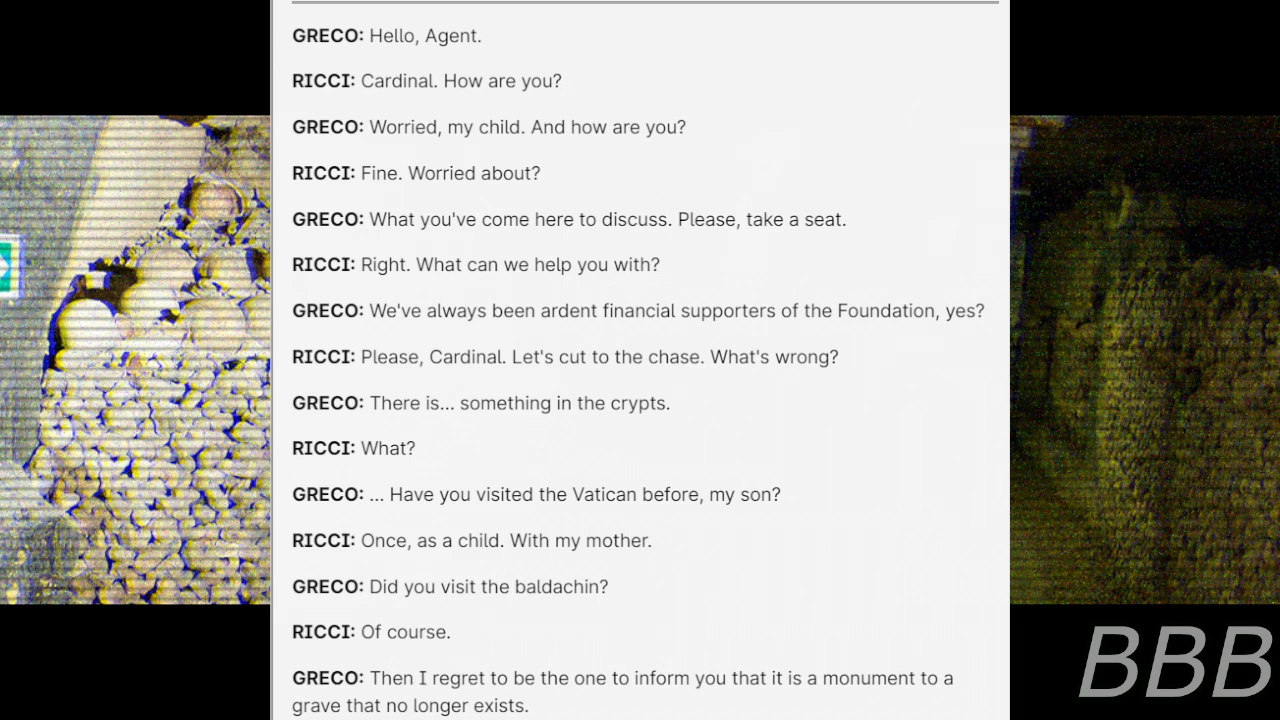 GRECO: Hello, Agent.
RICCI: Cardinal. How are you?
GRECO: Worried, my child. And how are you?
RICCI: Fine. Worried about?
GRECO: What you've come here to discuss. Please, take a seat.
RICCI: Right. What can we help you with?
GRECO: We've always been ardent financial supporters of the Foundation, yes?
RICCI: Please, Cardinal. Let's cut to the chase. What's wrong?
GRECO: There is... something in the crypts.
RICCI: What?
GRECO: ... Have you visited the Vatican before, my son?
RICCI: Once, as a child. With my mother.
GRECO: Did you visit the baldachin?
RICCI: Of course.
GRECO: Then I regret to be the one to inform you that it is a monument to a
grave that no longer exists.
BBB